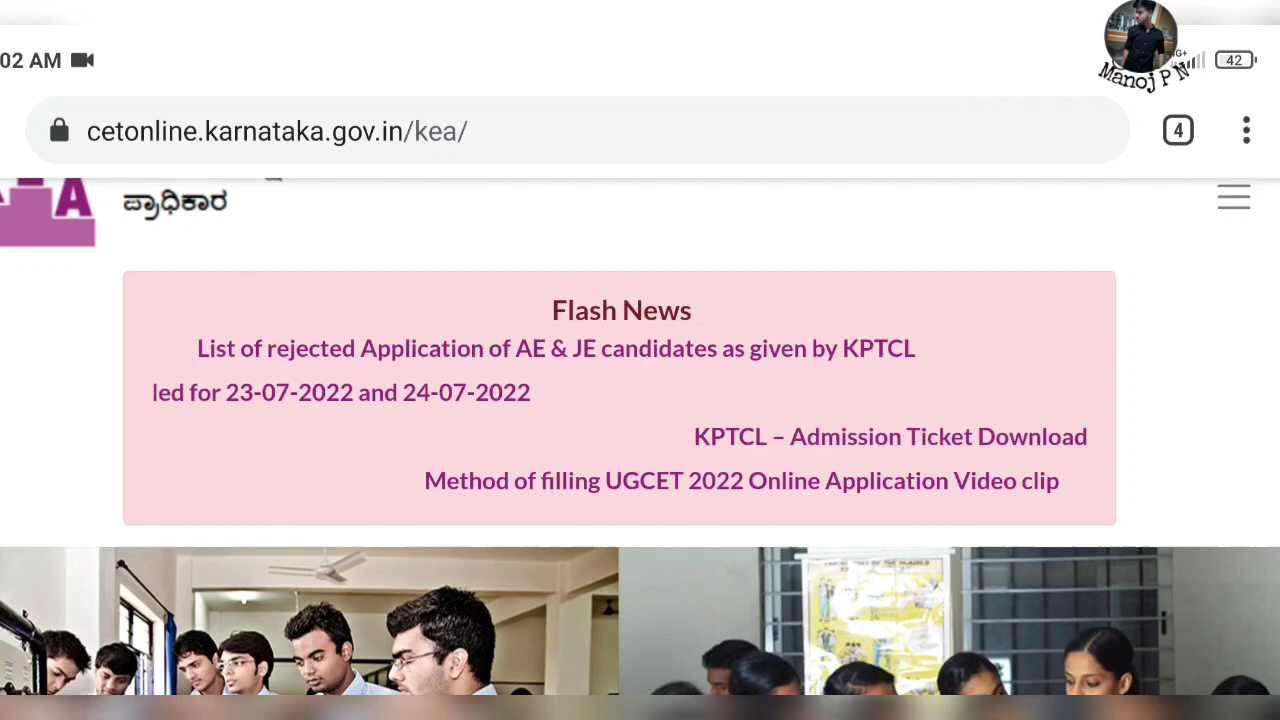 02 AM
G+
42
Manoj P N
cetonline.karnataka.gov.in/kea/
4
A
ಪ್ರಾಧಿಕಾರ
Flash News
List of rejected Application of AE & JE candidates as given by KPTCL
led for 23-07-2022 and 24-07-2022
KPTCL – Admission Ticket Download
Method of filling UGCET 2022 Online Application Video clip